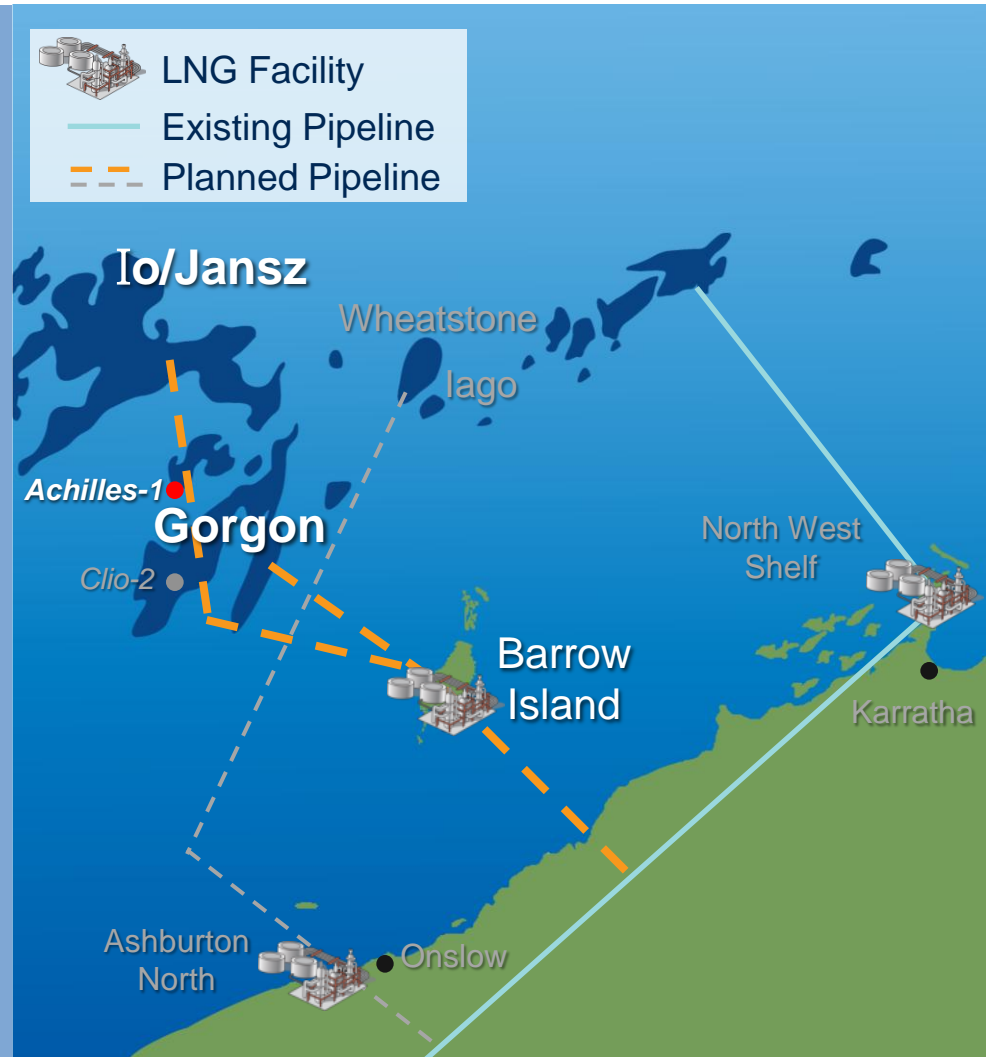 LNG Facility
Existing Pipeline
Planned Pipeline
Io/Jansz
Wheatstone
Iago
Achilles-1
Gorgon
North West
Shelf
Clio-2
Barrow
Island
Karratha
Ashburton
North
Onslow